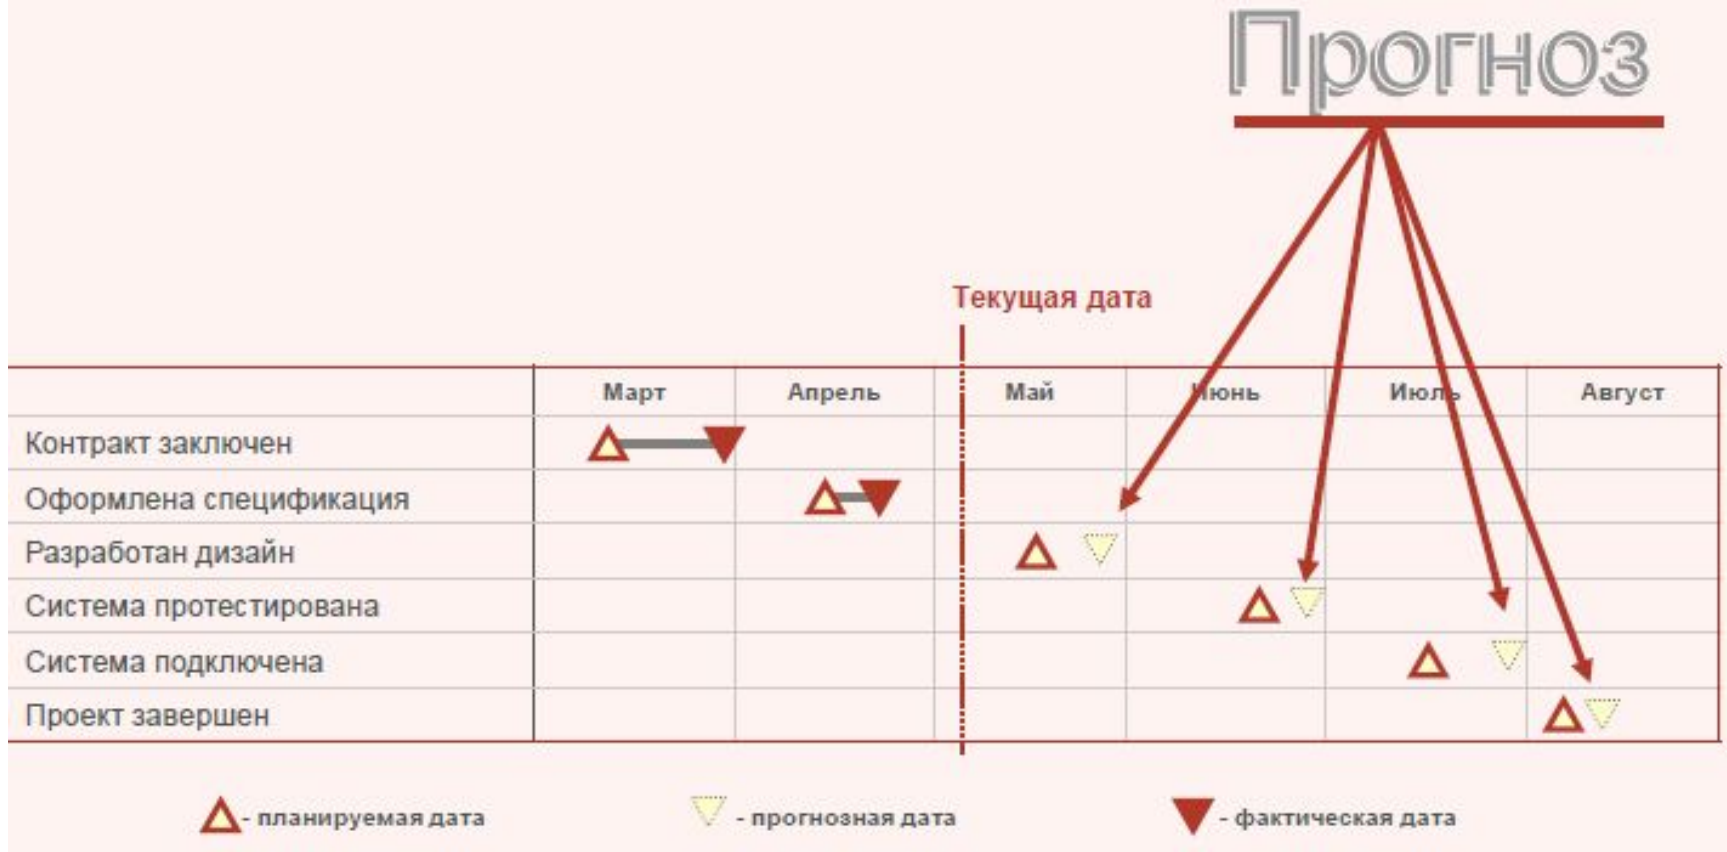 Прогноз
Текущая дата
Март Апрель Май Июнь Июль Август
Контракт заключен
Оформлена спецификация
Разработан дизайн
Система протестирована
Система подключена
Проект завершен
- планируемая дата - прогнозная дата - фактическая дата